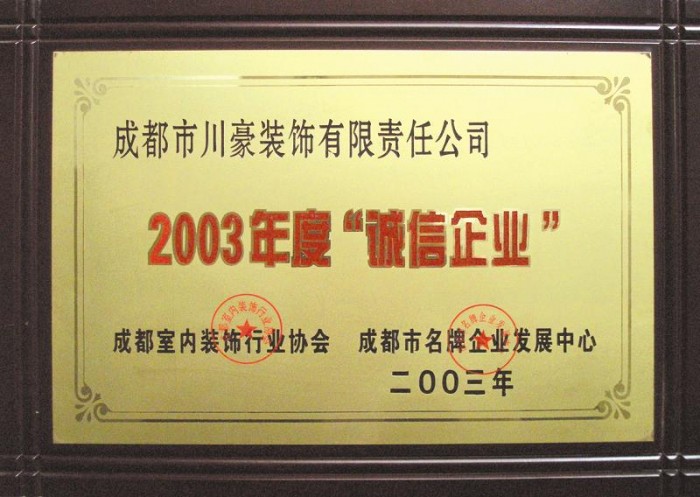 成都市川豪装饰有限责任公司
2003年度“诚信企业”
成都室内装饰行业协会 成都市名牌企业发展中心
二〇〇三年